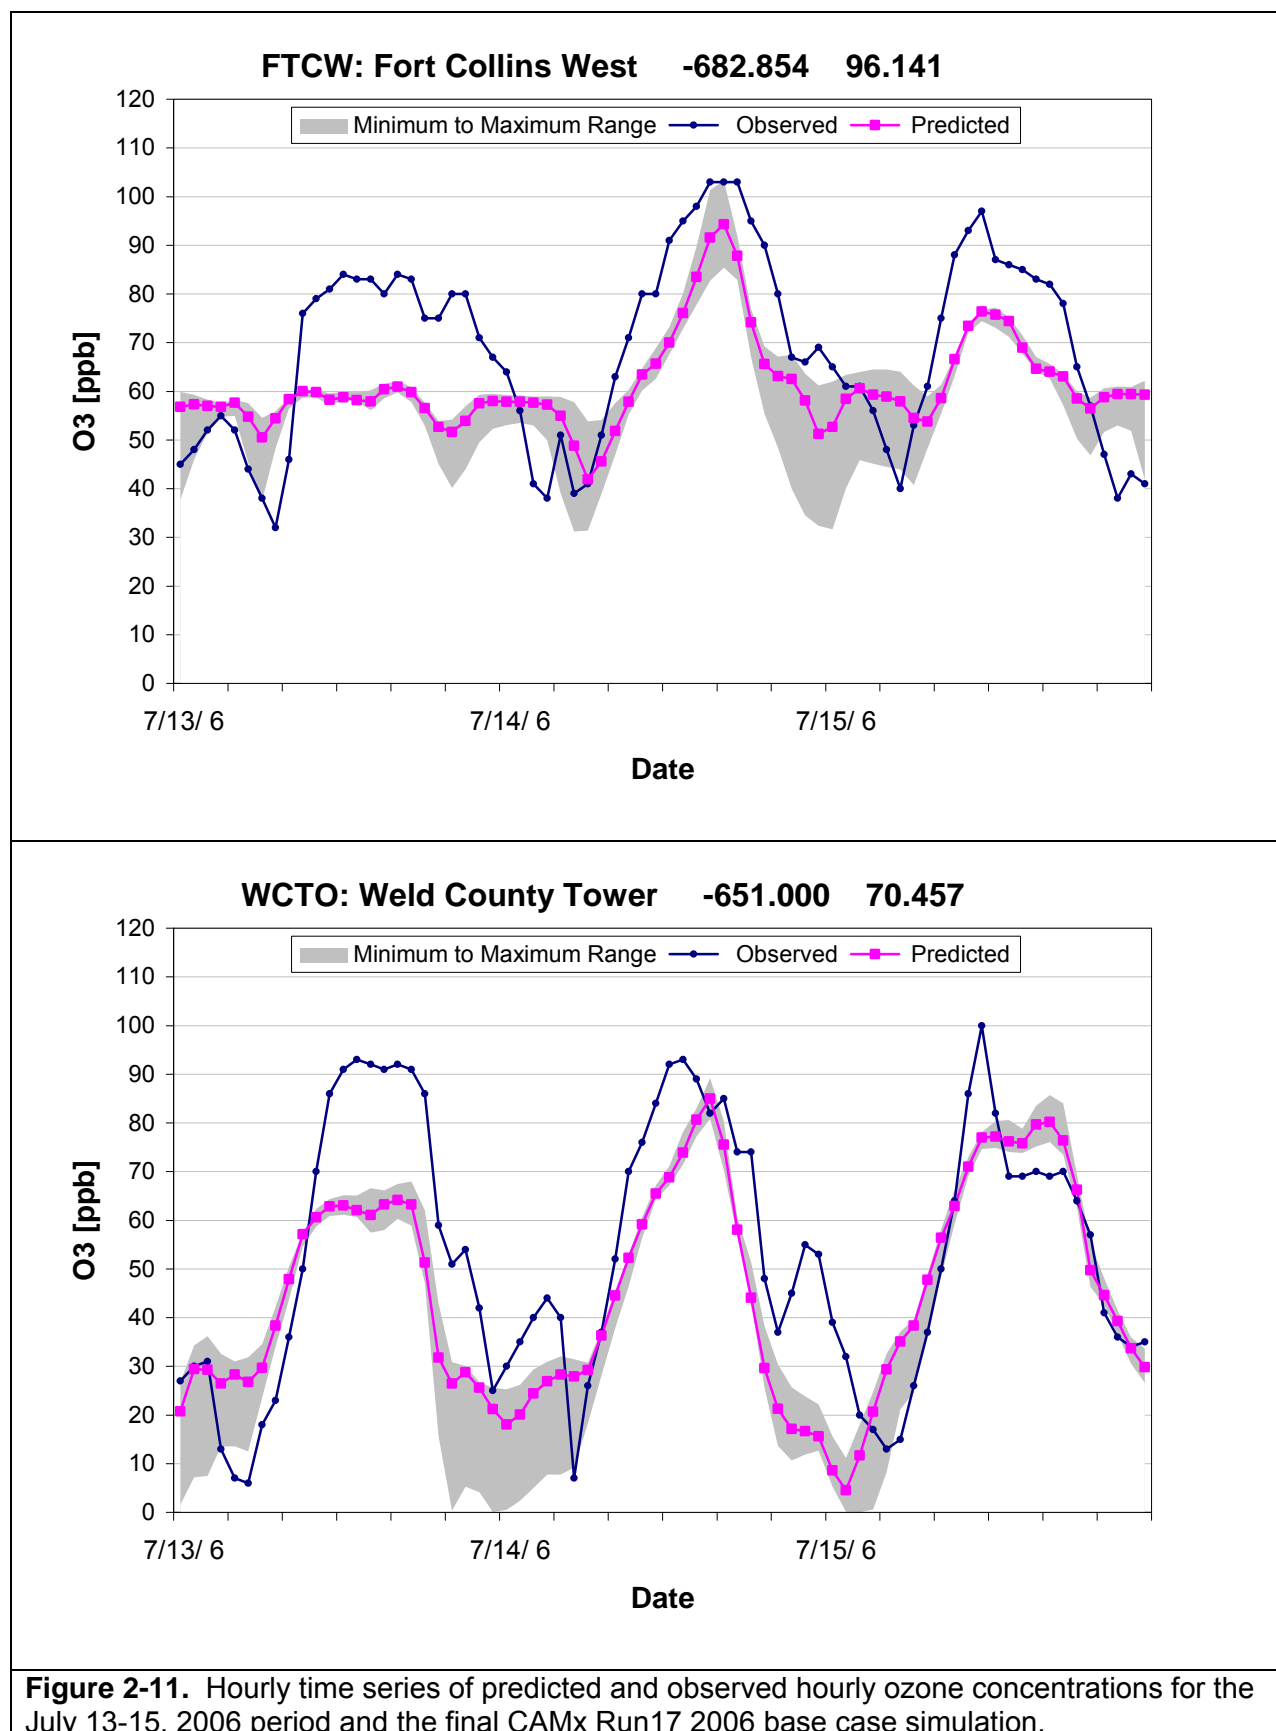 FTCW: Fort Collins West -682.854 96.141
120
Minimum to Maximum Range Observed Predicted
110
100
90
80
70
60
50
40
30
20
10
0
O3 [ppb]
7/13/ 6 7/14/ 6 7/15/ 6
Date
WCTO: Weld County Tower -651.000 70.457
120
Minimum to Maximum Range Observed Predicted
110
100
90
80
70
60
50
40
30
20
10
0
O3 [ppb]
7/13/ 6 7/14/ 6 7/15/ 6
Date
Figure 2-11. Hourly time series of predicted and observed hourly ozone concentrations for the
July 13-15, 2006 period and the final CAMx Run17 2006 base case simulation.